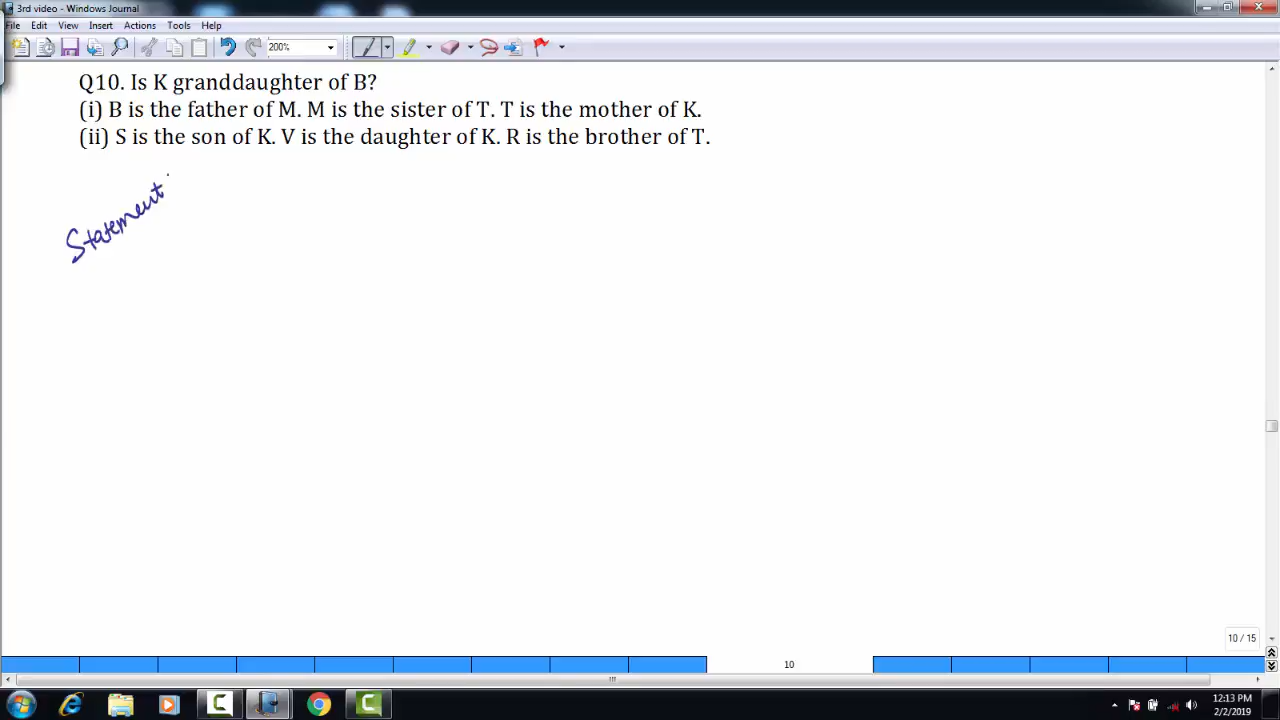 3rd video - Windows Journal
File Edit View Insert Actions Tools Help
200%
Q10. Is K granddaughter of B?
(i) B is the father of M. M is the sister of T. T is the mother of K.
(ii) S is the son of K. V is the daughter of K. R is the brother of T.
Statement
10 / 15
10
12:13 PM
2/2/2019